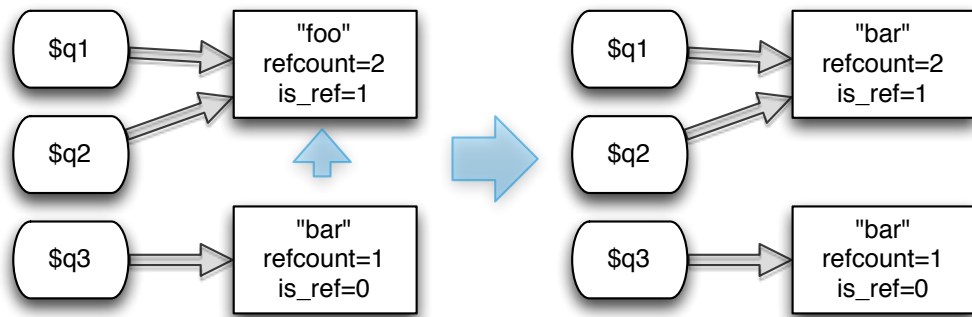 $q1
"foo"
refcount=2
is_ref=1
$q2
$q3
"bar"
refcount=1
is_ref=0
$q1
"bar"
refcount=2
is_ref=1
$q2
$q3
"bar"
refcount=1
is_ref=0